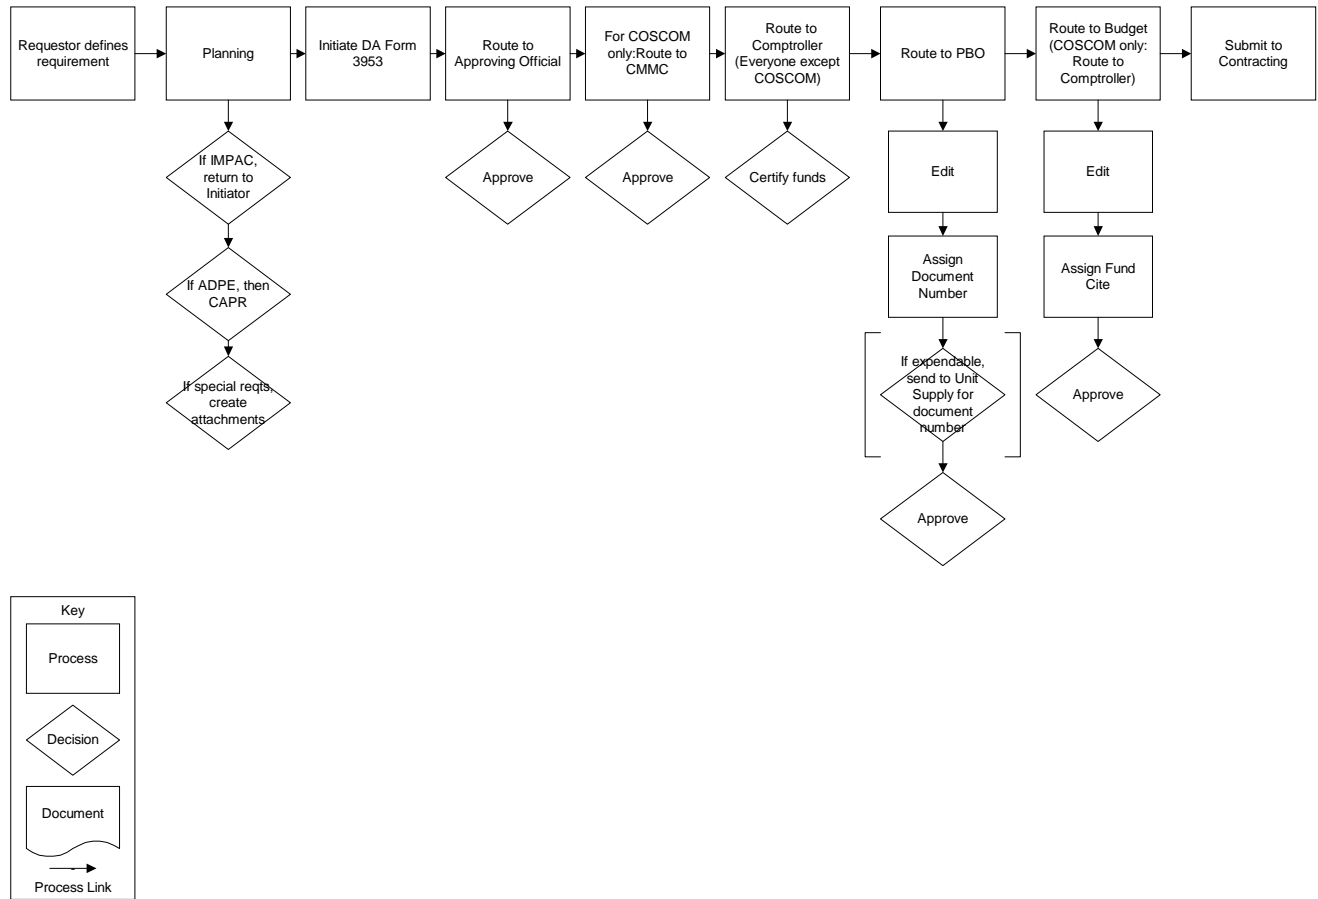 Requestor defines
requirement
Planning
Initiate DA Form
3953
Route to
Approving Official
For COSCOM
only:Route to
CMMC
Route to
Comptroller
(Everyone except
COSCOM)
Route to PBO
Route to Budget
(COSCOM only:
Route to
Comptroller)
Submit to
Contracting
If IMPAC,
return to
Initiator
Approve
Approve
Certify funds
Edit
Edit
If ADPE, then
CAPR
Assign
Document
Number
Assign Fund
Cite
If special reqts,
create
attachments
If expendable,
send to Unit
Supply for
document
number
Approve
Approve
Key
Process
Decision
Document
Process Link